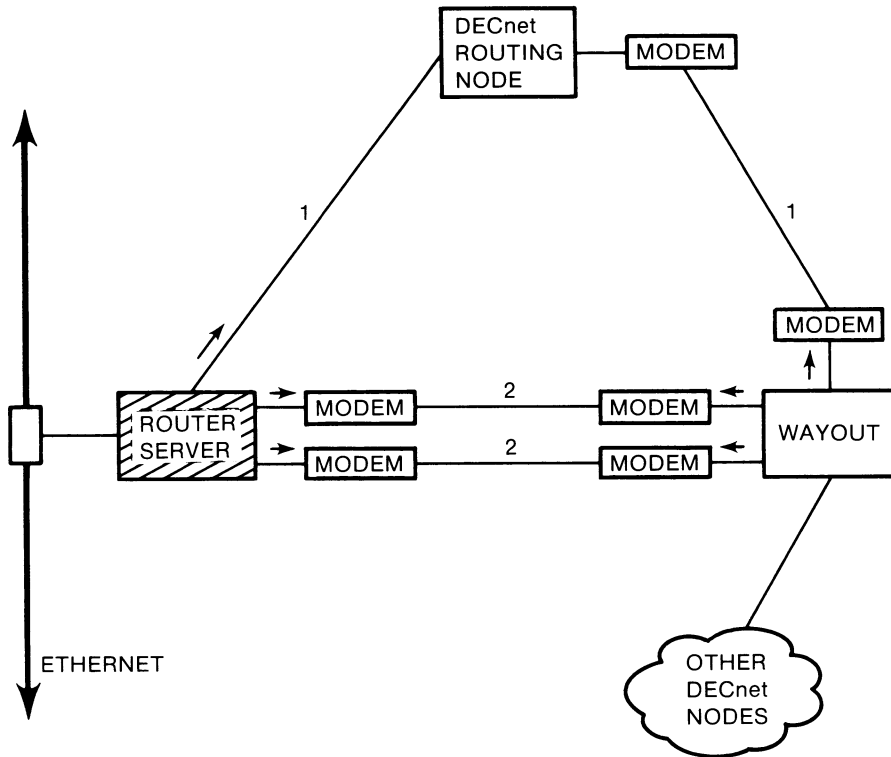 DECnet
ROUTING
NODE
MODEM
1
1
MODEM
ROUTER
SERVER
MODEM
2
MODEM
MODEM
2
MODEM
WAYOUT
ETHERNET
OTHER
DECnet
NODES